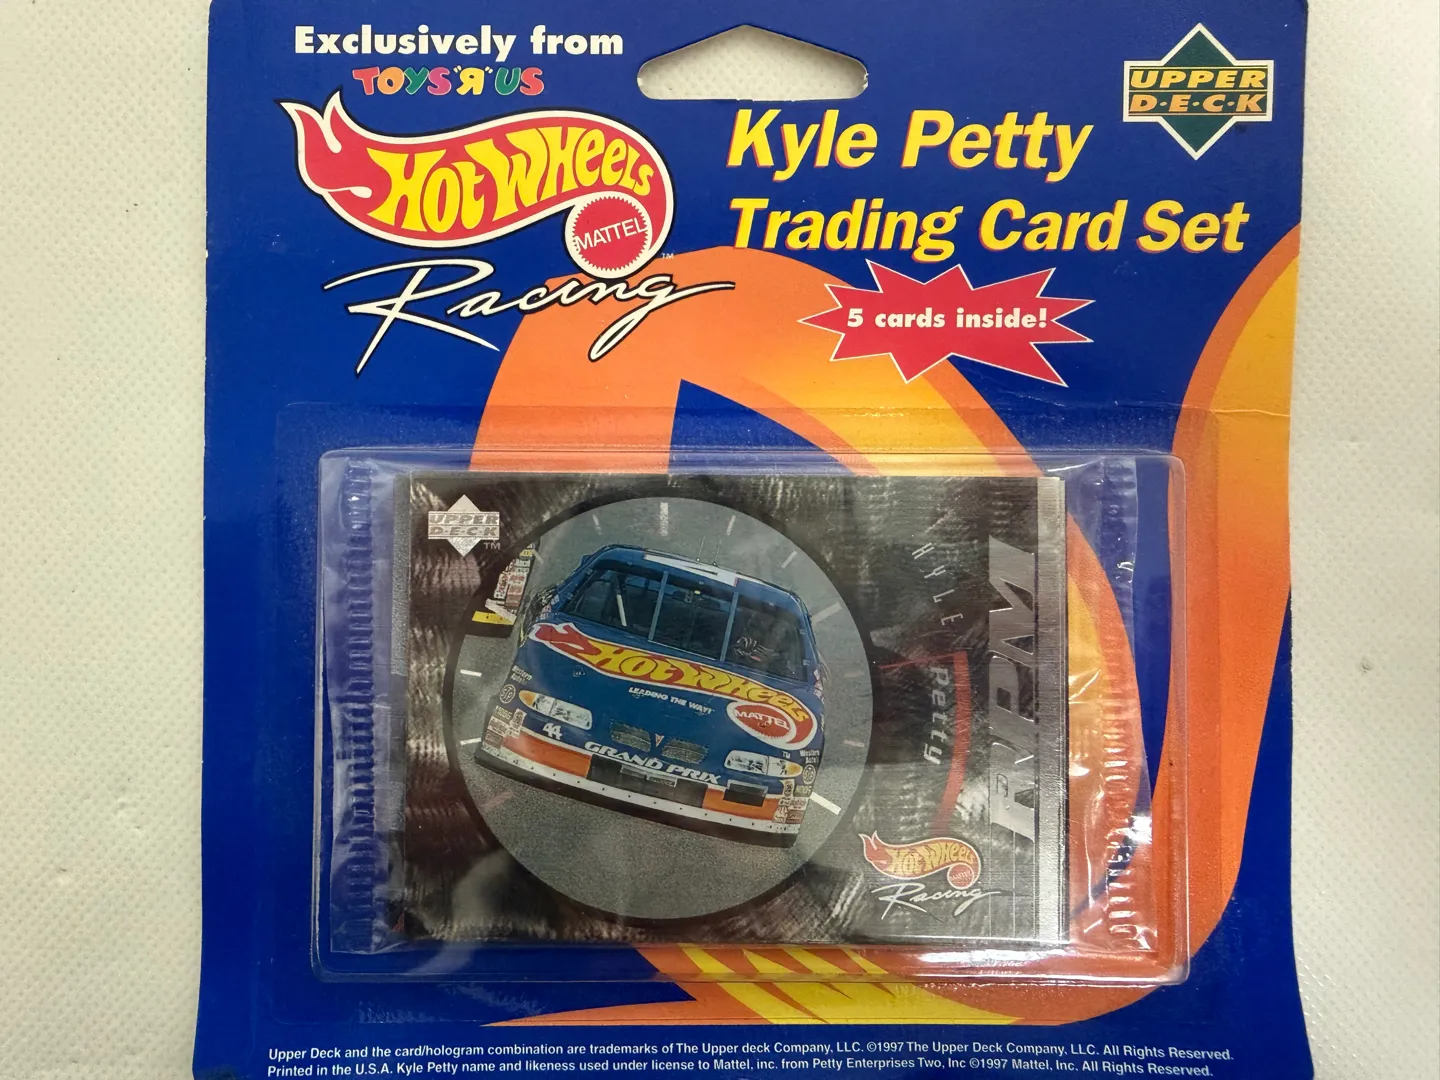 Exclusively from
TOYS "R" US
HOT WHEELS
MATTEL
™
Racing
UPPER
D·E·C·K
Kyle Petty
Trading Card Set
5 cards inside!
UPPER
D·E·C·K
™
KYLE
Petty
RPM
HOT WHEELS
LEADING THE WAY!
MATTEL
44
GRAND PRIX
STP
HOT WHEELS
Racing
Upper Deck and the card/hologram combination are trademarks of The Upper deck Company, LLC. ©1997 The Upper Deck Company, LLC. All Rights Reserved.
Printed in the U.S.A. Kyle Petty name and likeness used under license to Mattel, inc. from Petty Enterprises Two, Inc ©1997 Mattel, Inc. All Rights Reserved.